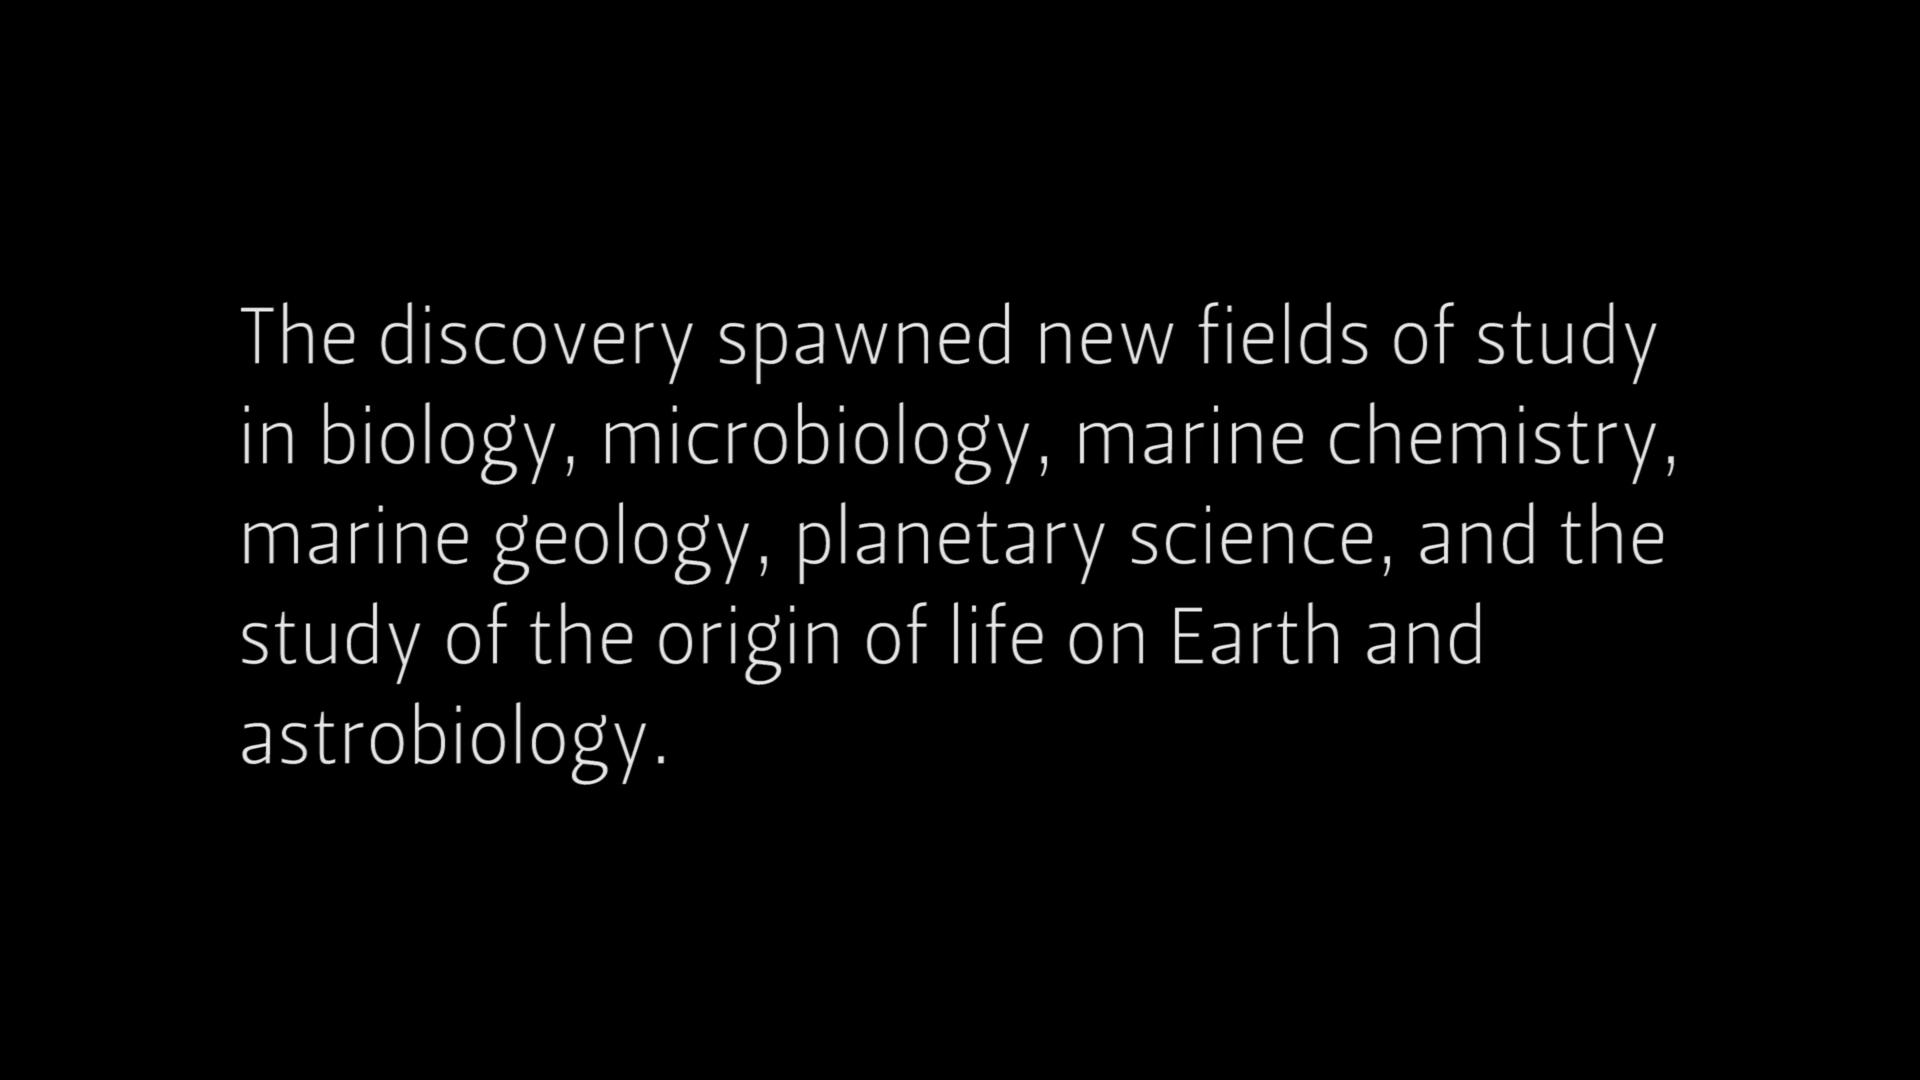 The discovery spawned new fields of study
in biology, microbiology, marine chemistry,
marine geology, planetary science, and the
study of the origin of life on Earth and
astrobiology.